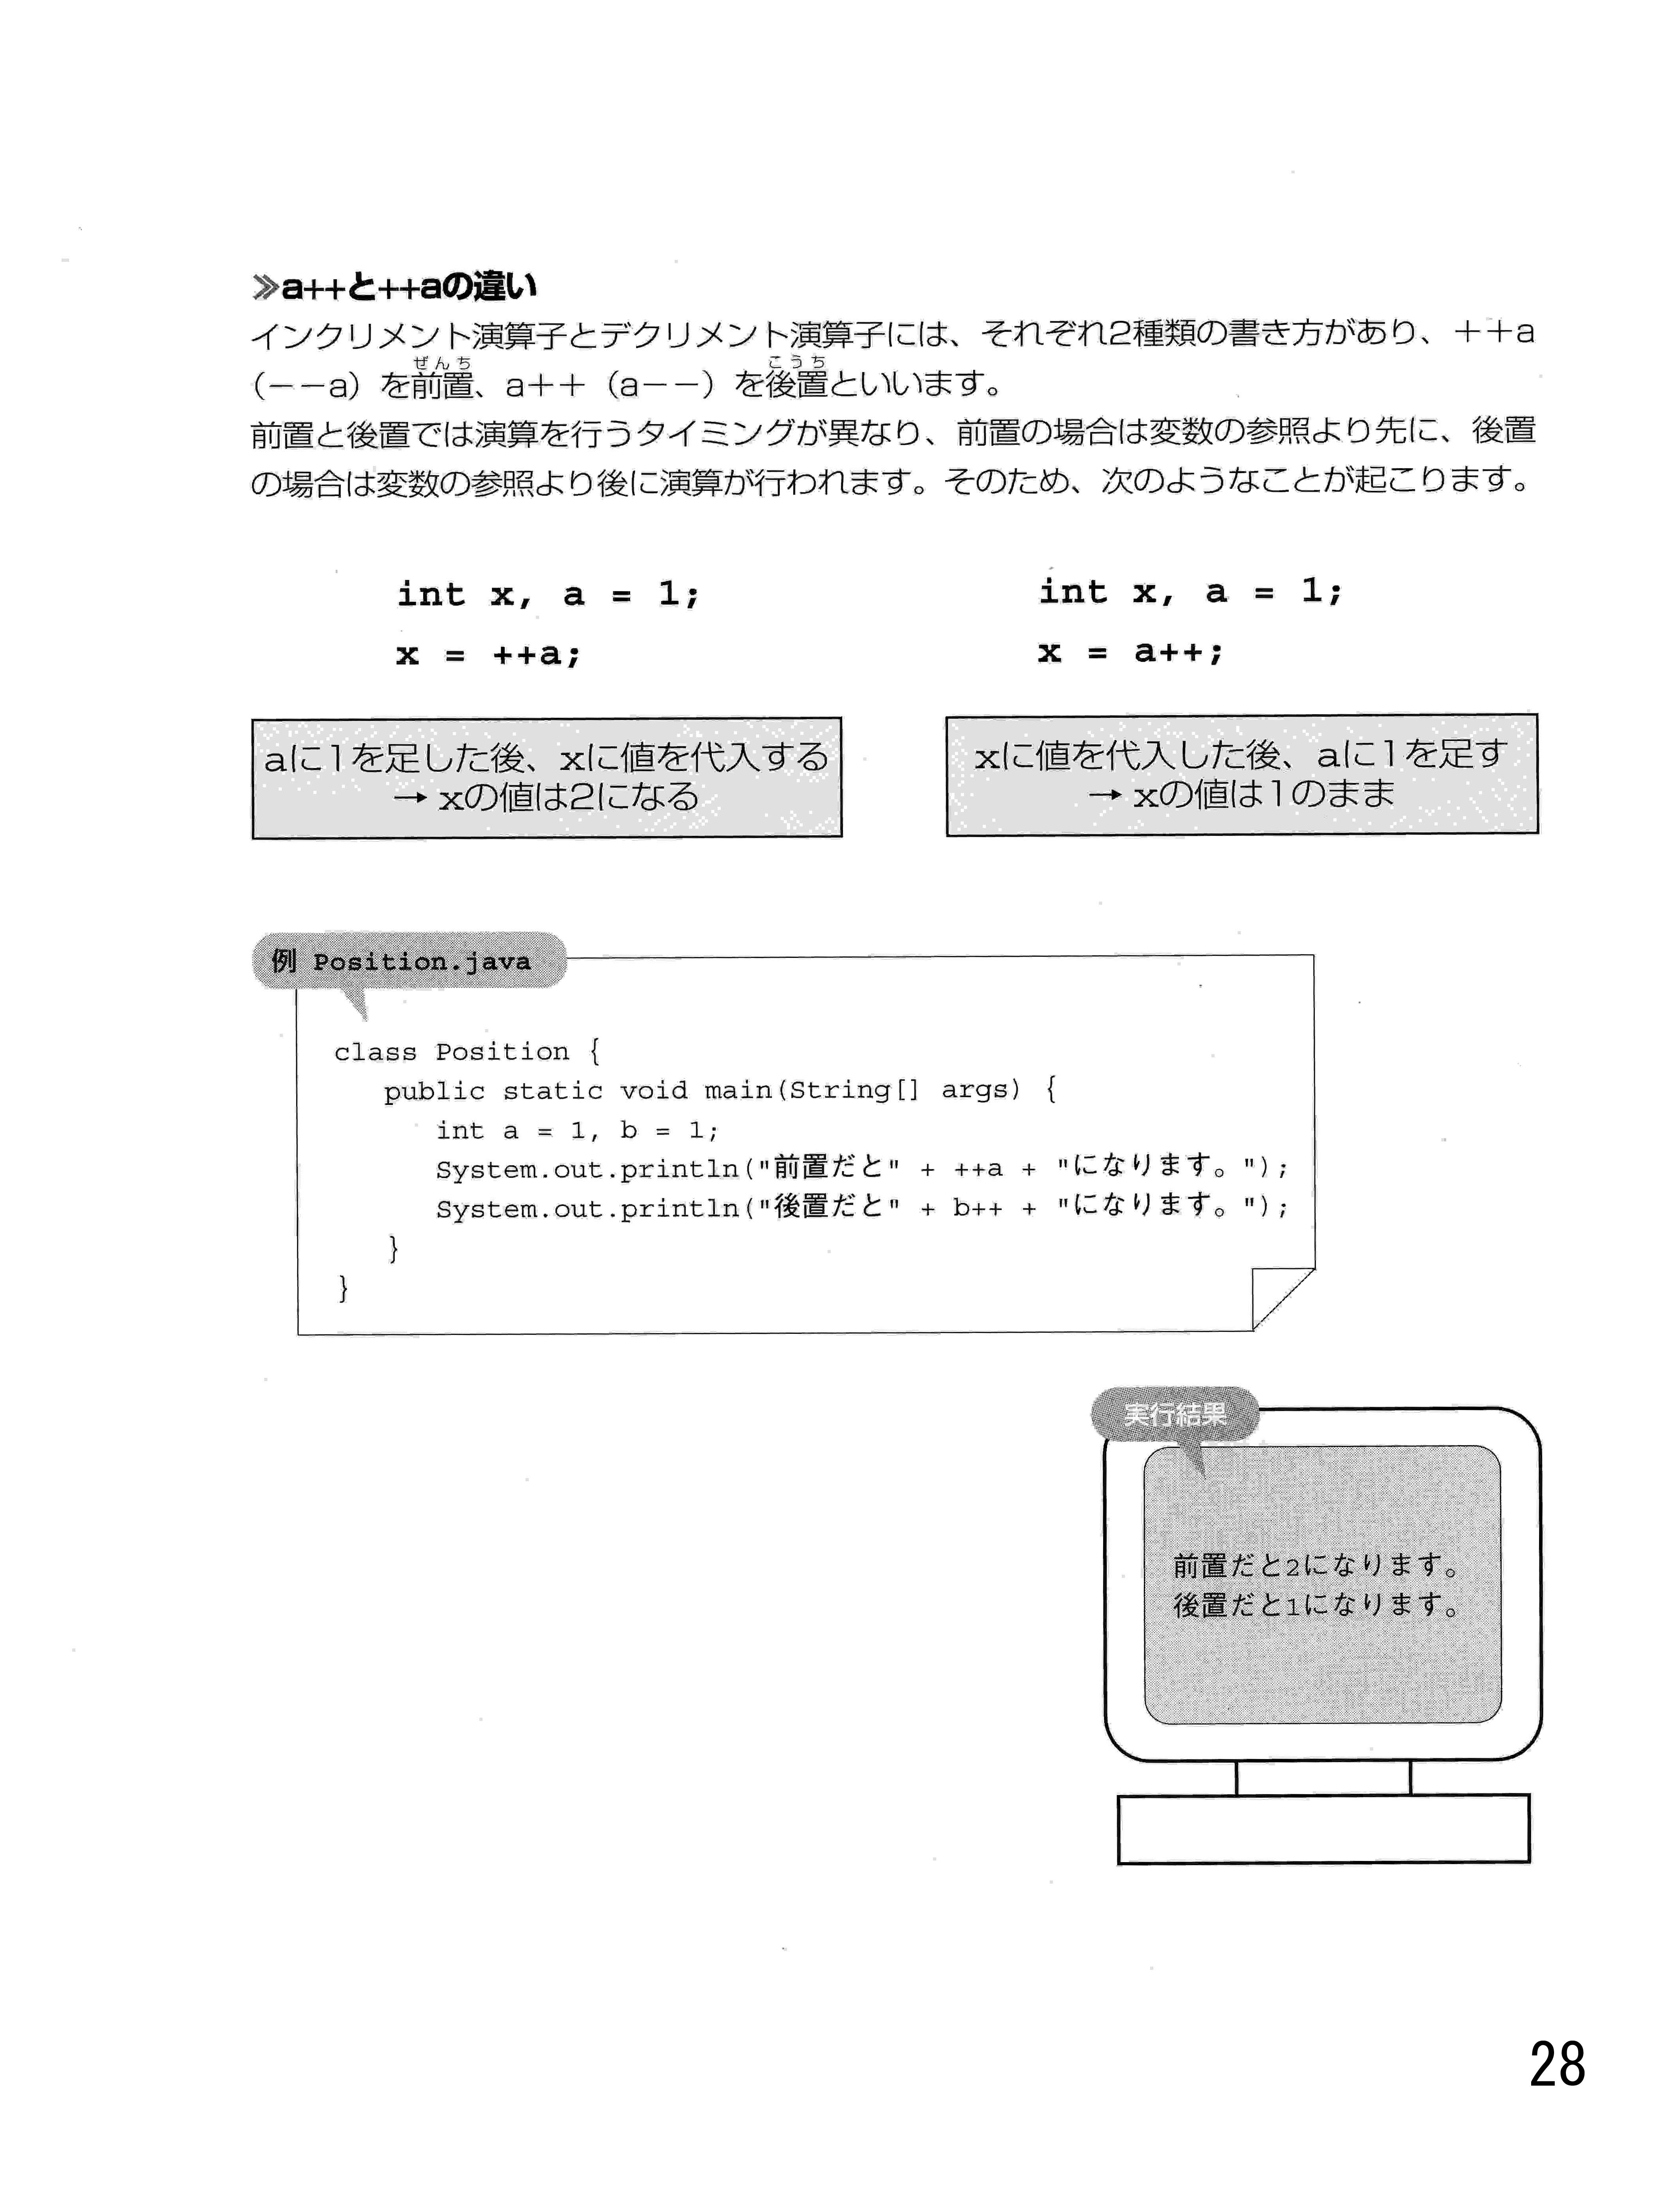 ≫a++と++aの違い
インクリメント演算子とデクリメント演算子には、それぞれ2種類の書き方があり、++a
ぜんち
こうち
(--a)を前置、a++(a--)を後置といいます。
前置と後置では演算を行うタイミングが異なり、前置の場合は変数の参照より先に、後置
の場合は変数の参照より後に演算が行われます。そのため、次のようなことが起こります。
int x, a = 1;
x = ++a;
aに1を足した後、xに値を代入する
→ xの値は2になる
int x, a = 1;
x = a++;
xに値を代入した後、aに1を足す
→ xの値は1のまま
例 Position.java
class Position {
public static void main(String[] args) {
int a = 1, b = 1;
System.out.println("前置だと" + ++a + "になります。");
System.out.println("後置だと" + b++ + "になります。");
}
}
実行結果
前置だと2になります。
後置だと1になります。
28